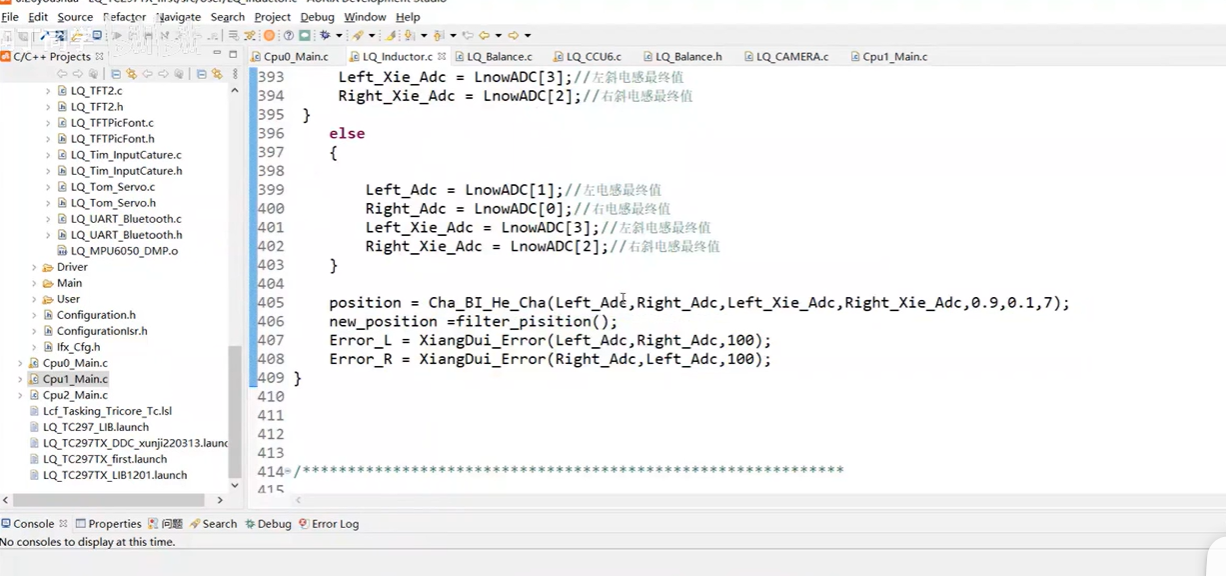 File Edit Source Refactor Navigate Search Project Debug Window Help
C/C++ Projects
Cpu0_Main.c LQ_Inductor.c LQ_Balance.c LQ_CCU6.c LQ_Balance.h LQ_CAMERA.c Cpu1_Main.c
LQ_TFT2.c
LQ_TFT2.h
LQ_TFTPicFont.c
LQ_TFTPicFont.h
LQ_Tim_InputCature.c
LQ_Tim_InputCature.h
LQ_Tom_Servo.c
LQ_Tom_Servo.h
LQ_UART_Bluetooth.c
LQ_UART_Bluetooth.h
LQ_MPU6050_DMP.o
Driver
Main
User
Configuration.h
ConfigurationIsr.h
Ifx_Cfg.h
Cpu0_Main.c
Cpu1_Main.c
Cpu2_Main.c
Lcf_Tasking_Tricore_Tc.lsl
LQ_TC297_LIB.launch
LQ_TC297TX_DDC_xunji220313.launc
LQ_TC297TX_first.launch
LQ_TC297TX_LIB1201.launch
393 Left_Xie_Adc = LnowADC[3];//左斜电感最终值
394 Right_Xie_Adc = LnowADC[2];//右斜电感最终值
395 }
396 else
397 {
398
399 Left_Adc = LnowADC[1];//左电感最终值
400 Right_Adc = LnowADC[0];//右电感最终值
401 Left_Xie_Adc = LnowADC[3];//左斜电感最终值
402 Right_Xie_Adc = LnowADC[2];//右斜电感最终值
403 }
404
405 position = Cha_BI_He_Cha(Left_Adc,Right_Adc,Left_Xie_Adc,Right_Xie_Adc,0.9,0.1,7);
406 new_position =filter_pisition();
407 Error_L = XiangDui_Error(Left_Adc,Right_Adc,100);
408 Error_R = XiangDui_Error(Right_Adc,Left_Adc,100);
409 }
410
411
412
413
414 /************************************************************
415
Console Properties 问题 Search Debug Error Log
No consoles to display at this time.